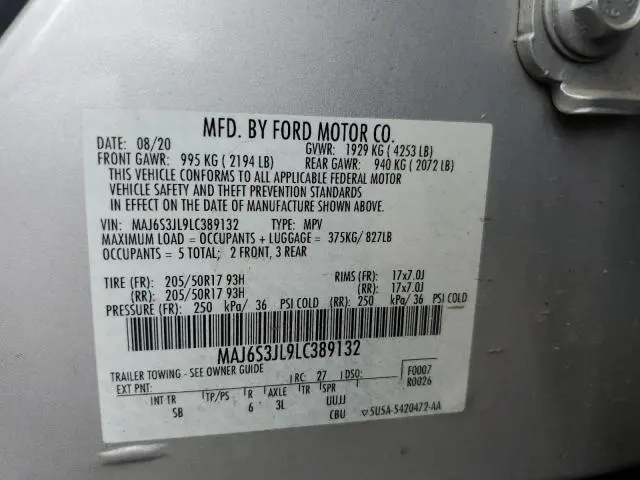 MFD. BY FORD MOTOR CO.
DATE: 08/20 GVWR: 1929 KG ( 4253 LB)
FRONT GAWR: 995 KG ( 2194 LB) REAR GAWR: 940 KG ( 2072 LB)
THIS VEHICLE CONFORMS TO ALL APPLICABLE FEDERAL MOTOR
VEHICLE SAFETY AND THEFT PREVENTION STANDARDS
IN EFFECT ON THE DATE OF MANUFACTURE SHOWN ABOVE.
VIN: MAJ6S3JL9LC389132 TYPE: MPV
MAXIMUM LOAD = OCCUPANTS + LUGGAGE = 375KG/ 827LB
OCCUPANTS = 5 TOTAL; 2 FRONT, 3 REAR
TIRE (FR): 205/50R17 93H RIMS (FR): 17x7.0J
(RR): 205/50R17 93H (RR): 17x7.0J
PRESSURE (FR): 250 kPa/ 36 PSI COLD (RR): 250 kPa/ 36 PSI COLD
MAJ6S3JL9LC389132
TRAILER TOWING - SEE OWNER GUIDE
EXT PNT: RC: 27 DSO: F0007
R0026
INT TR TP/PS R AXLE TR SPR
SB 6 3L UUJJ
CBU ▽5U5A-5420472-AA